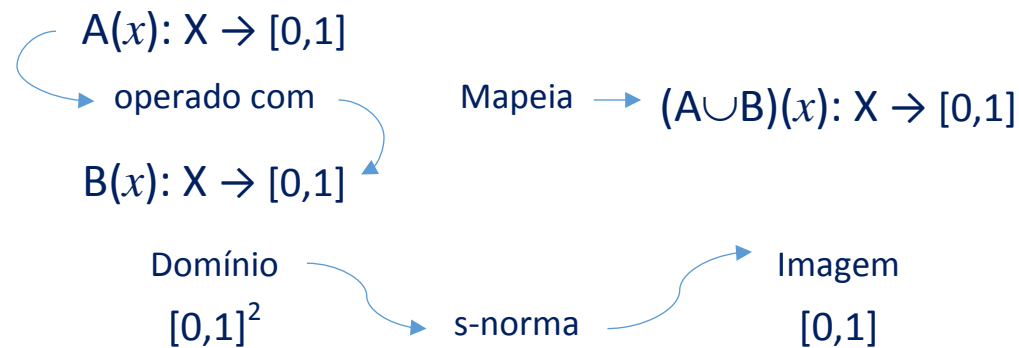 A(x): X → [0,1]
operado com
Mapeia
(A∪B)(x): X → [0,1]
B(x): X → [0,1]
Domínio
Imagem
[0,1]²
s-norma
[0,1]